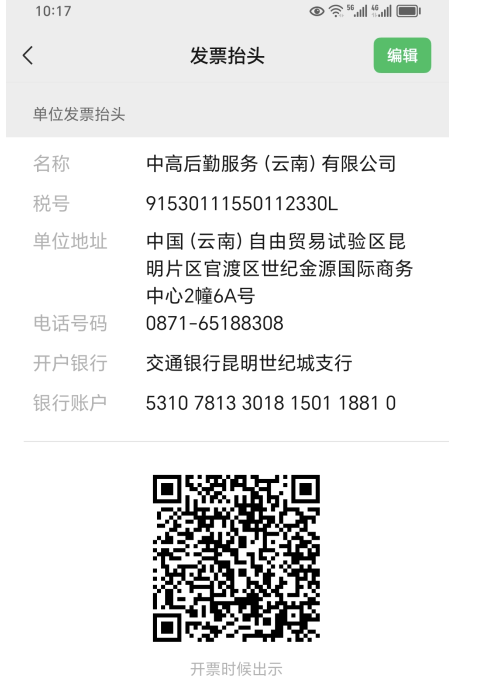 10:17
5G 4G
发票抬头
编辑
单位发票抬头
名称 中高后勤服务(云南)有限公司
税号 91530111550112330L
单位地址 中国(云南)自由贸易试验区昆
明片区官渡区世纪金源国际商务
中心2幢6A号
电话号码 0871-65188308
开户银行 交通银行昆明世纪城支行
银行账户 5310 7813 3018 1501 1881 0
开票时候出示